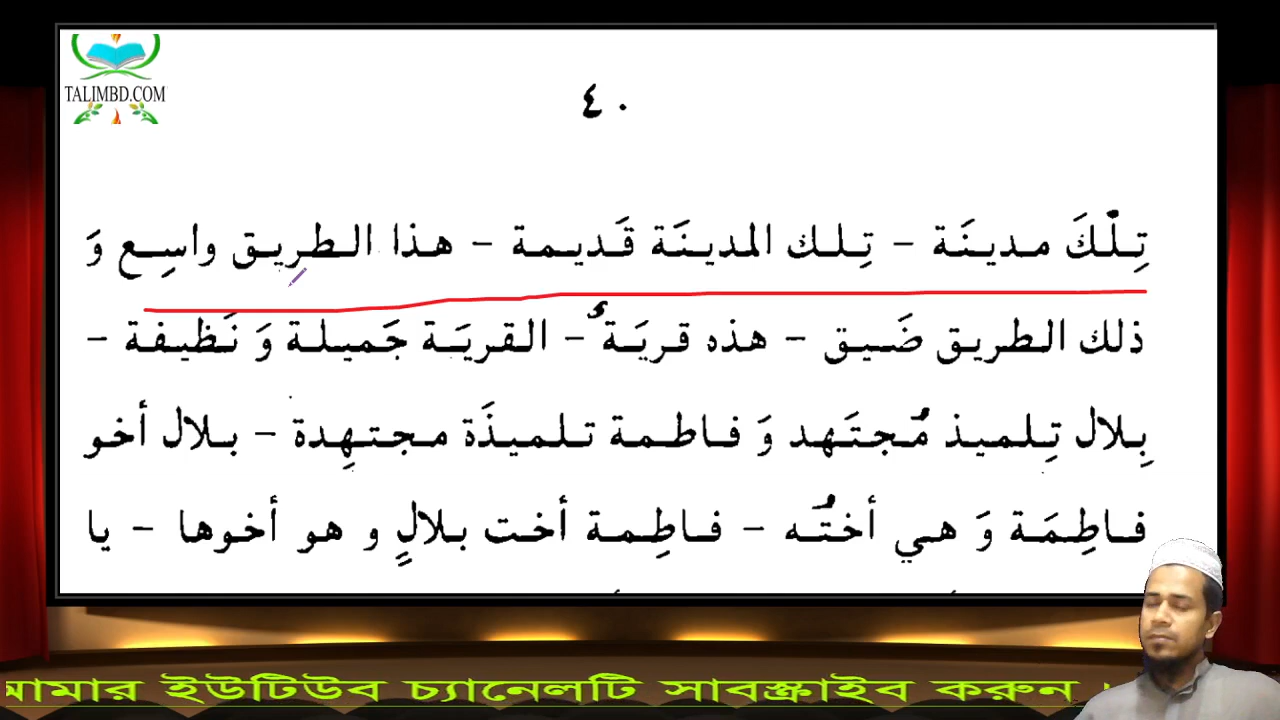 TALIMBD.COM
٤٠
تِلْكَ مدينَة – تِلك المدينَة قَديمة – هذا الطرِيق واسِع وَ
ذلك الطريق ضَيق – هذه قريَةٌ – القريَة جَميلة وَ نَظيفة –
بِلال تِلميذ مُجتَهد وَ فاطمة تلميذَة مجتهِدة – بلال أخو
فاطِمَة وَ هي أختُه – فاطِمة أخت بلالٍ و هو أخوها – يا
আমার ইউটিউব চ্যানেলটি সাবস্ক্রাইব করুন